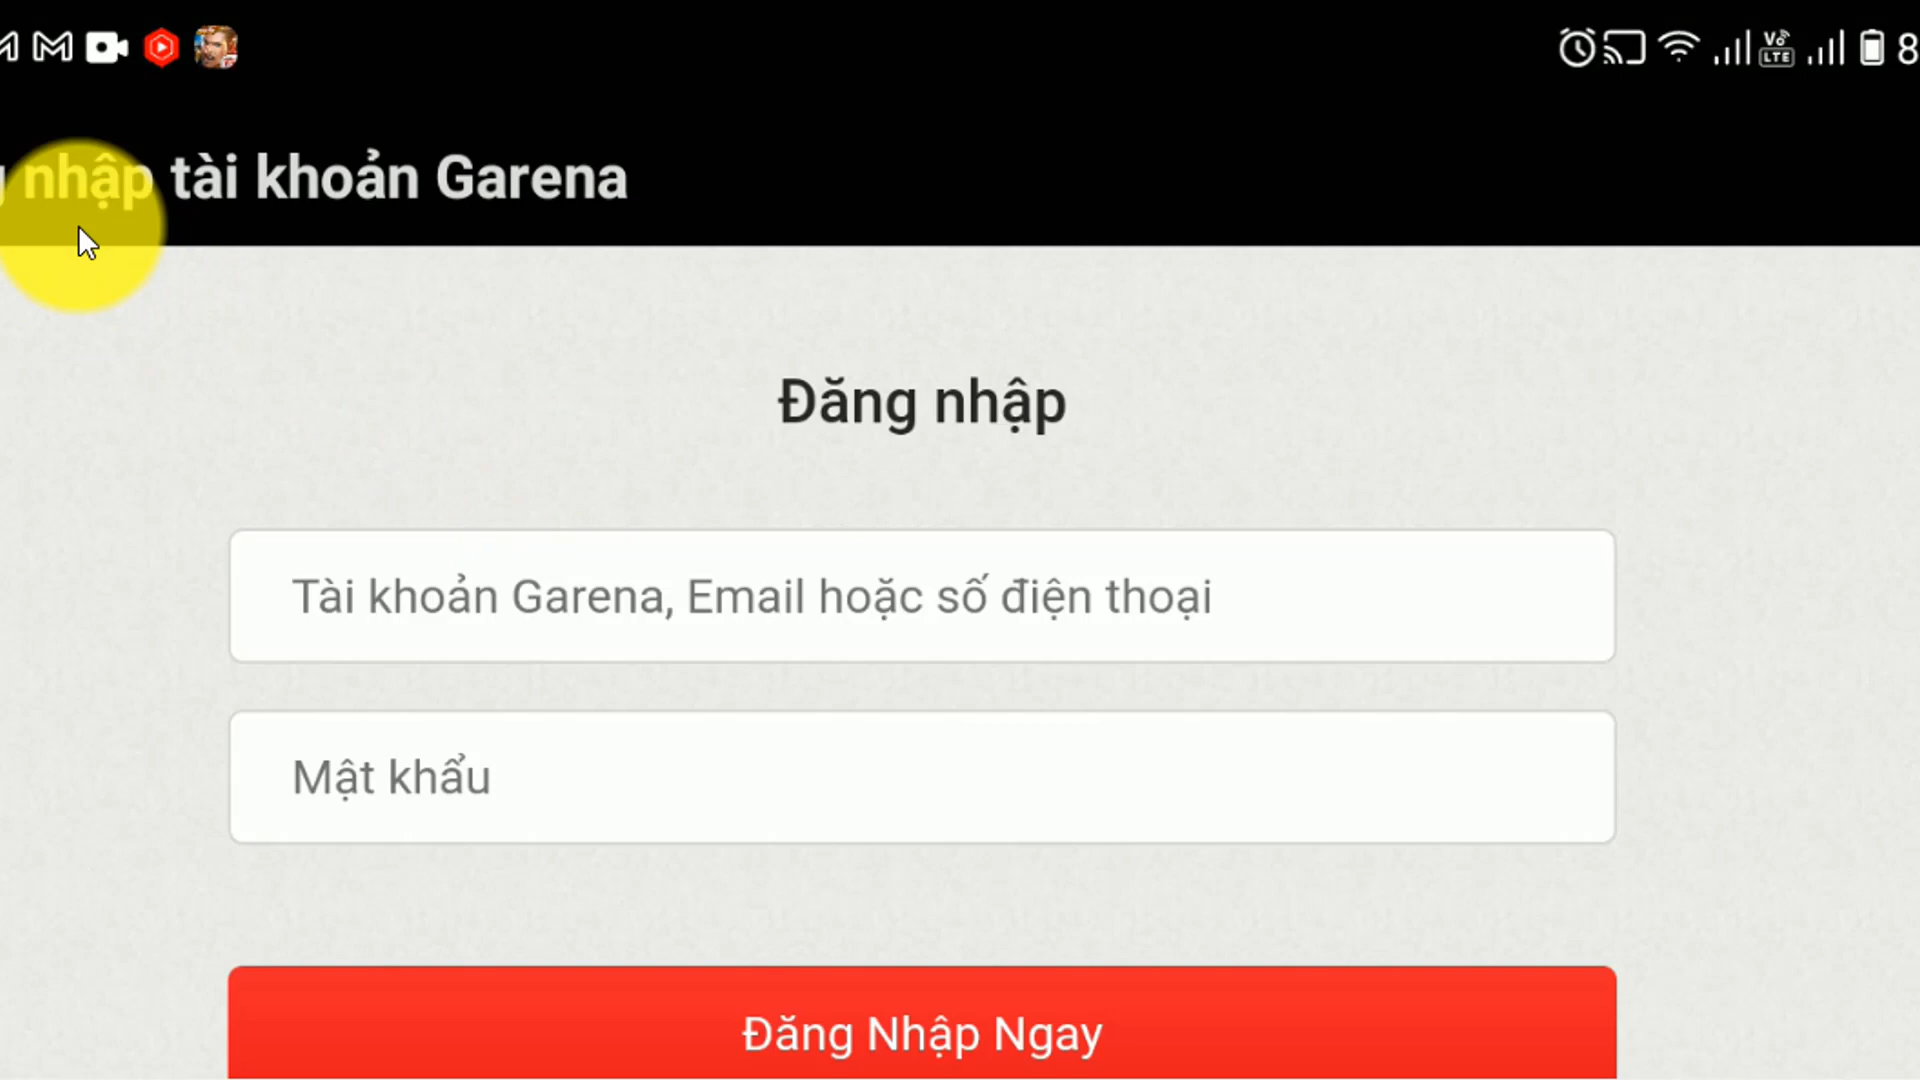 8
nhập tài khoản Garena
Đăng nhập
Tài khoản Garena, Email hoặc số điện thoại
Mật khẩu
Đăng Nhập Ngay